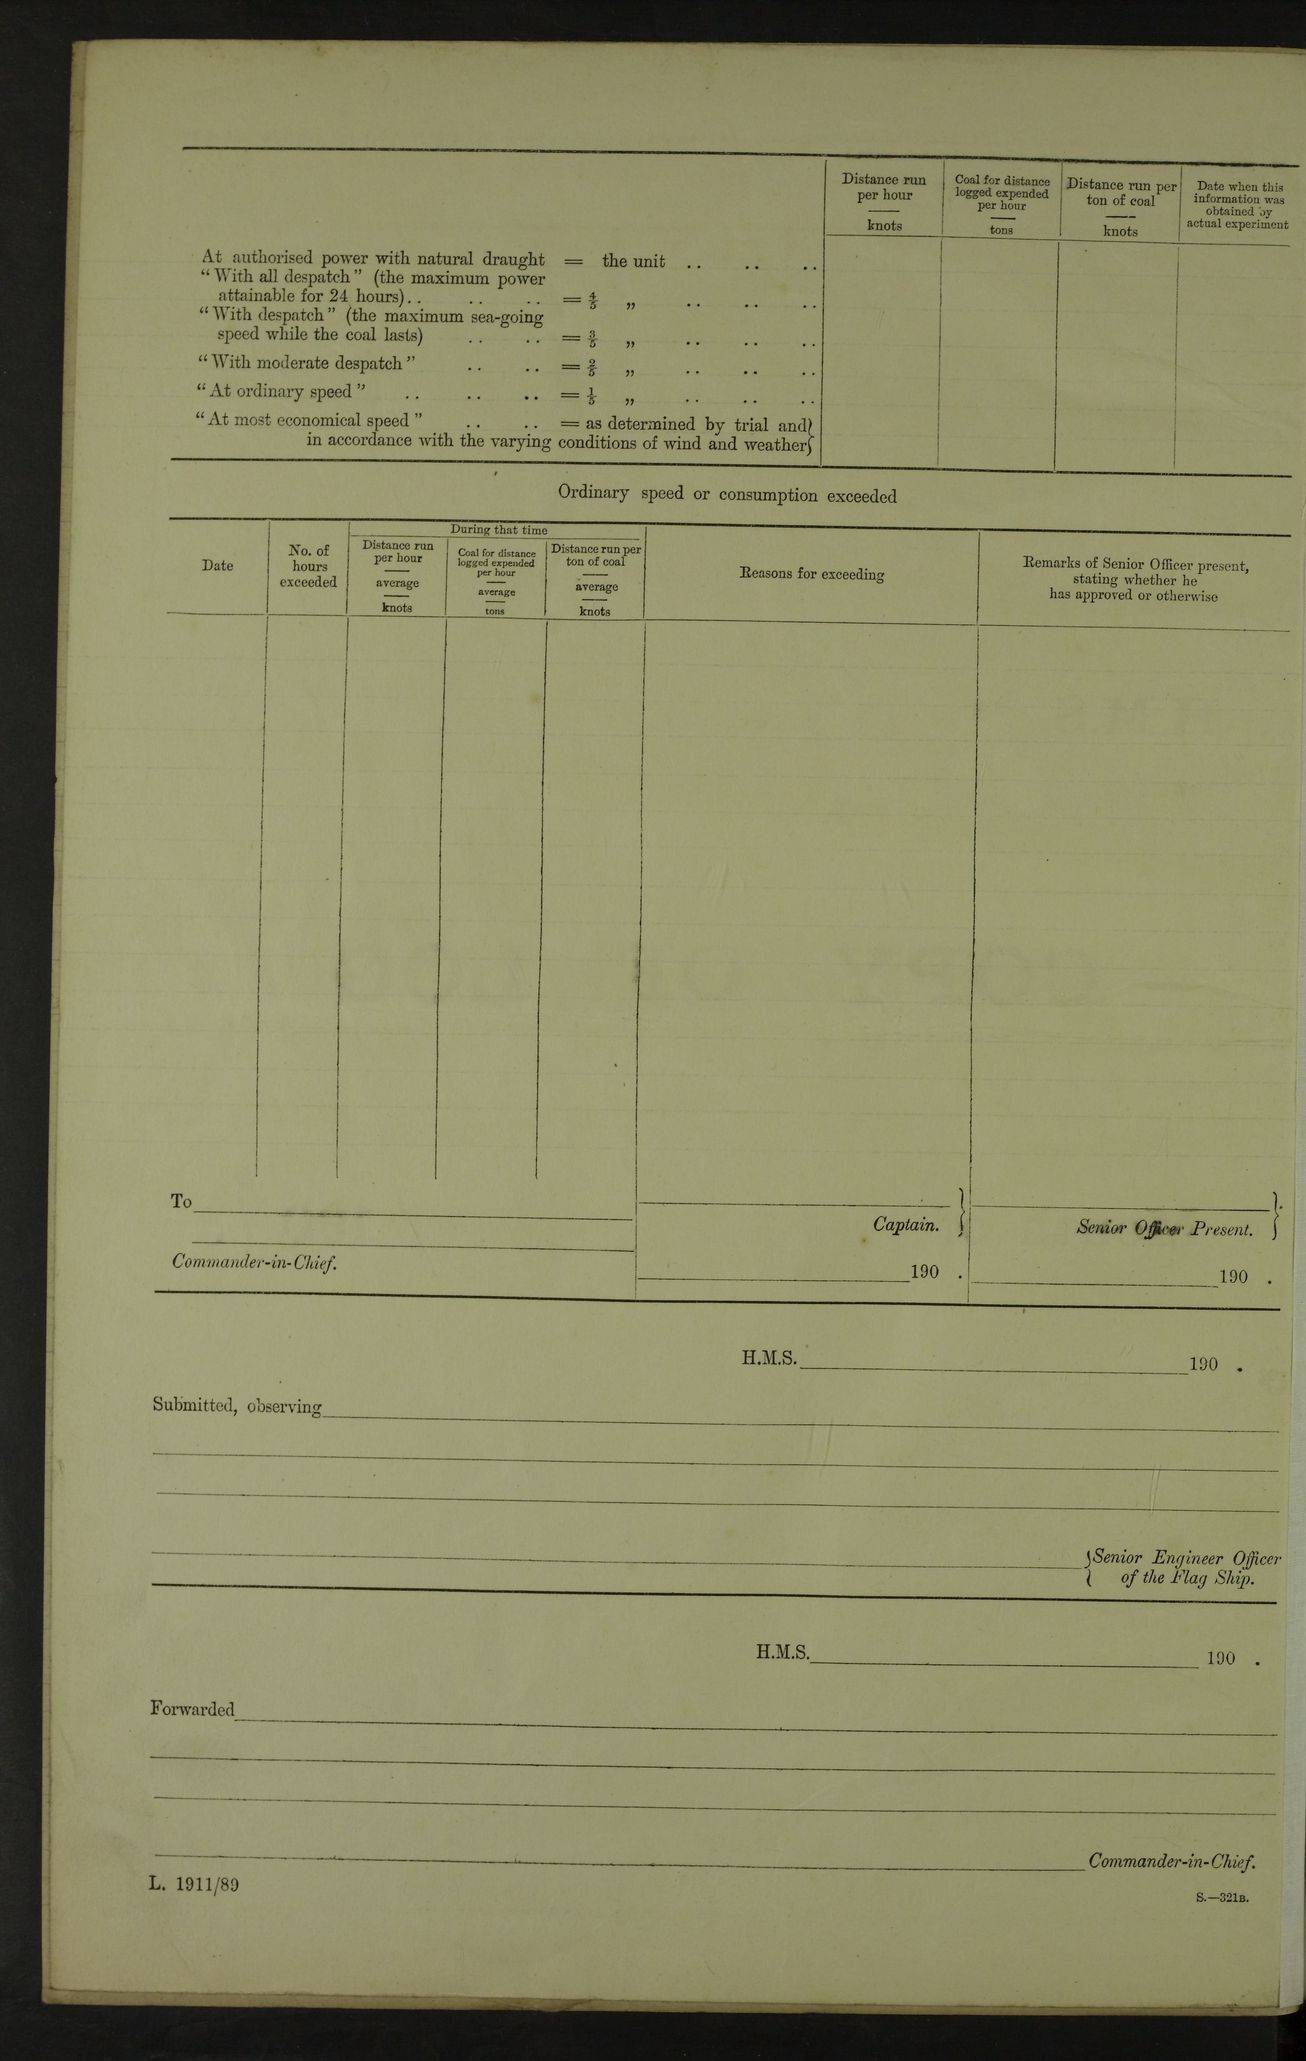 Distance run
per hour
knots
Coal for distance
logged expended
per hour
tons
Distance run per
ton of coal
knots
Date when this
information was
obtained by
actual experiment
At authorised power with natural draught = the unit .. .. ..
“With all despatch” (the maximum power
attainable for 24 hours).. .. .. = 4/5 „ .. .. ..
“With despatch” (the maximum sea-going
speed while the coal lasts) .. .. = 3/5 „ .. .. ..
“With moderate despatch” .. .. = 2/5 „ .. .. ..
“At ordinary speed” .. .. .. = 1/5 „ .. .. ..
“At most economical speed” .. .. = as determined by trial and}
in accordance with the varying conditions of wind and weather}
Ordinary speed or consumption exceeded
Date
No. of
hours
exceeded
During that time
Distance run
per hour
average
knots
Coal for distance
logged expended
per hour
average
tons
Distance run per
ton of coal
average
knots
Reasons for exceeding
Remarks of Senior Officer present,
stating whether he
has approved or otherwise
To
Commander-in-Chief.
Captain. }
190 .
Senior Officer Present. }
190 .
H.M.S. 190 .
Submitted, observing
{Senior Engineer Officer
of the Flag Ship.
H.M.S. 190 .
Forwarded
Commander-in-Chief.
L. 1911/89
S.—321B.